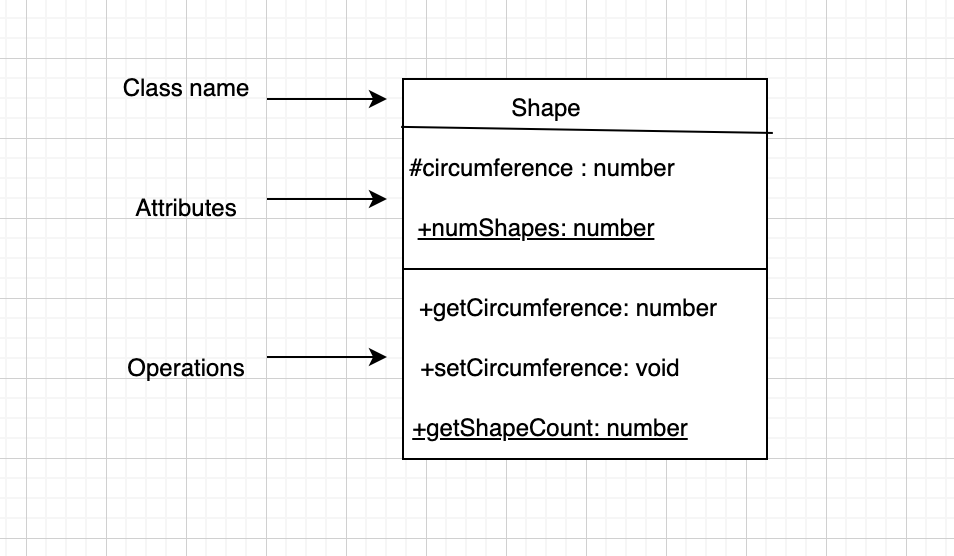 Class name
Shape
#circumference : number
Attributes
+numShapes: number
+getCircumference: number
Operations
+setCircumference: void
+getShapeCount: number